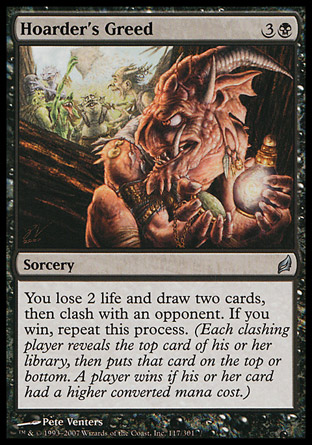 Hoarder's Greed 3
Sorcery
You lose 2 life and draw two cards,
then clash with an opponent. If you
win, repeat this process. (Each clashing
player reveals the top card of his or her
library, then puts that card on the top or
bottom. A player wins if his or her card
had a higher converted mana cost.)
Pete Venters
™ & © 1993–2007 Wizards of the Coast, Inc. 117/301